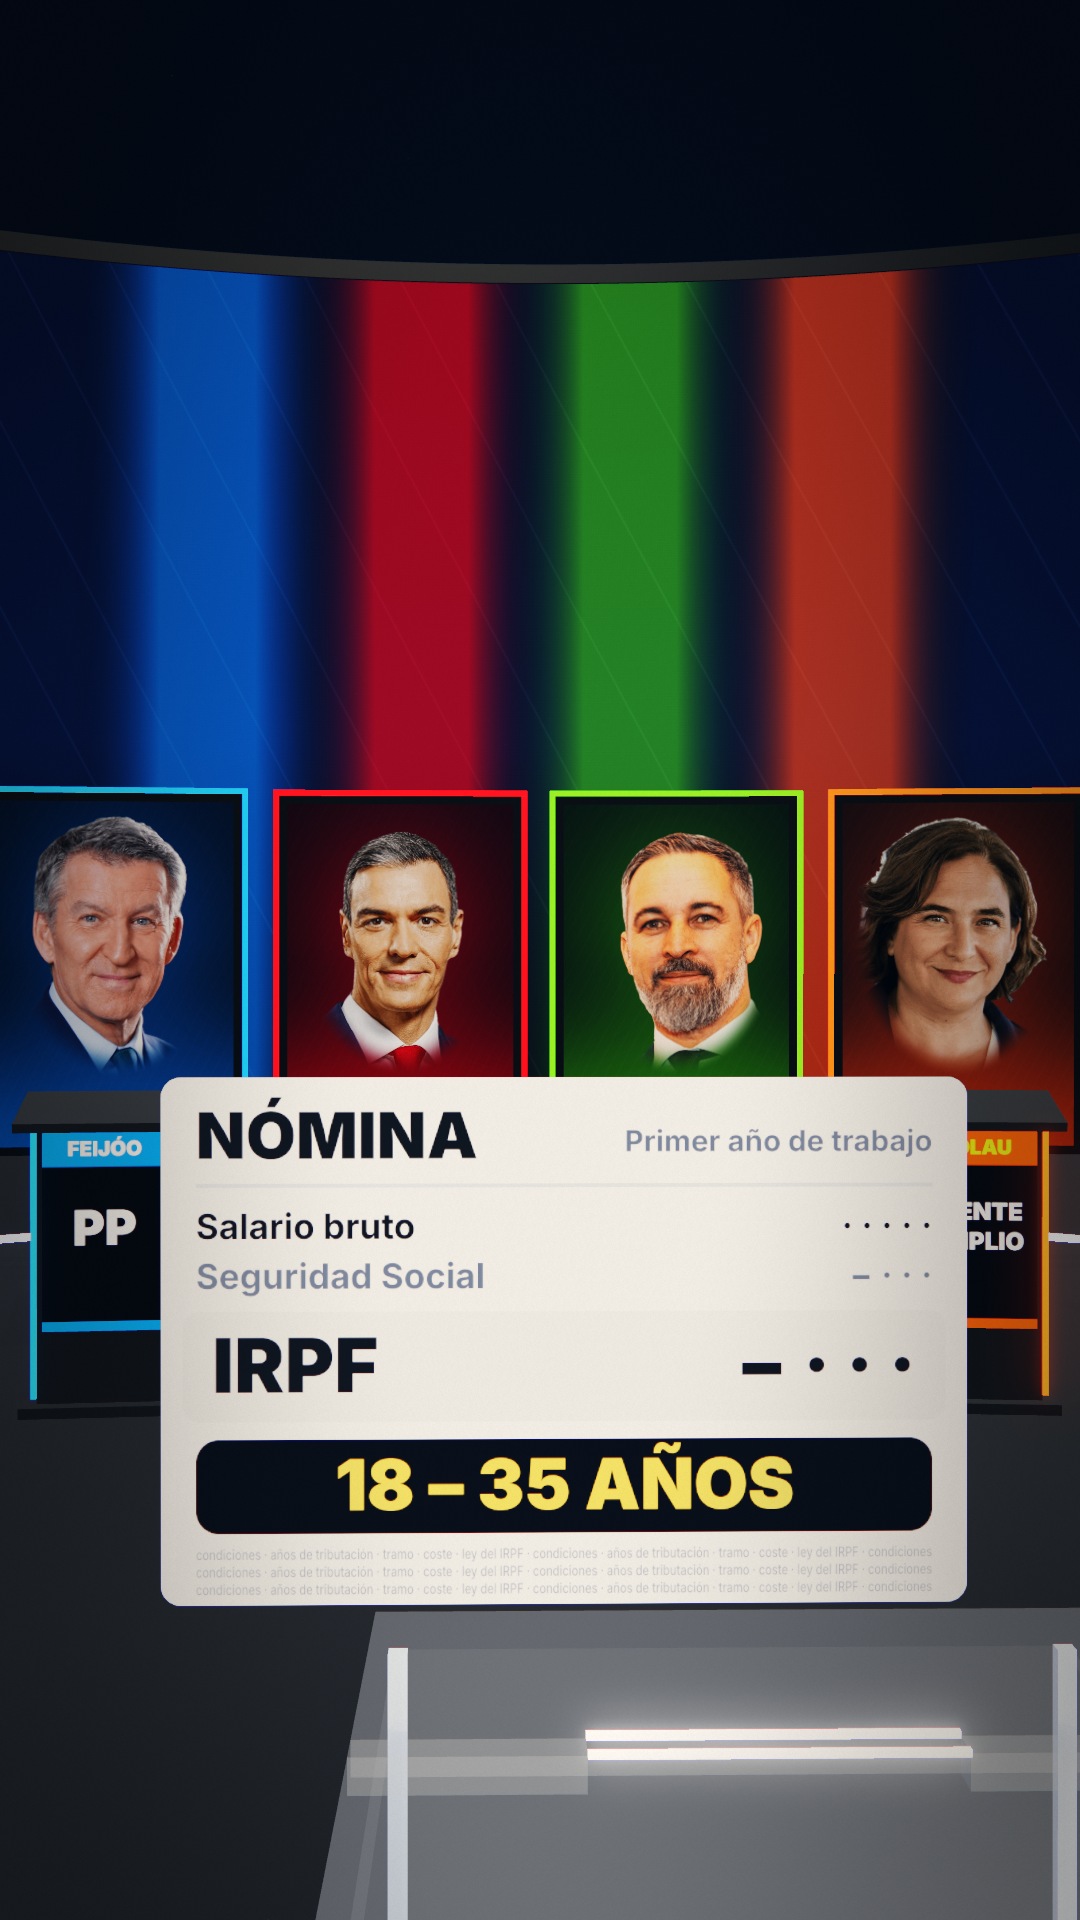 FEIJÓO
PP
OLAU
ENTE
PLIO
NÓMINA
Primer año de trabajo
Salario bruto
· · · · ·
Seguridad Social
– · · ·
IRPF
– · · ·
18 – 35 AÑOS
condiciones · años de tributación · tramo · coste · ley del IRPF · condiciones · años de tributación · tramo · coste · ley del IRPF · condiciones
condiciones · años de tributación · tramo · coste · ley del IRPF · condiciones · años de tributación · tramo · coste · ley del IRPF · condiciones
condiciones · años de tributación · tramo · coste · ley del IRPF · condiciones · años de tributación · tramo · coste · ley del IRPF · condiciones